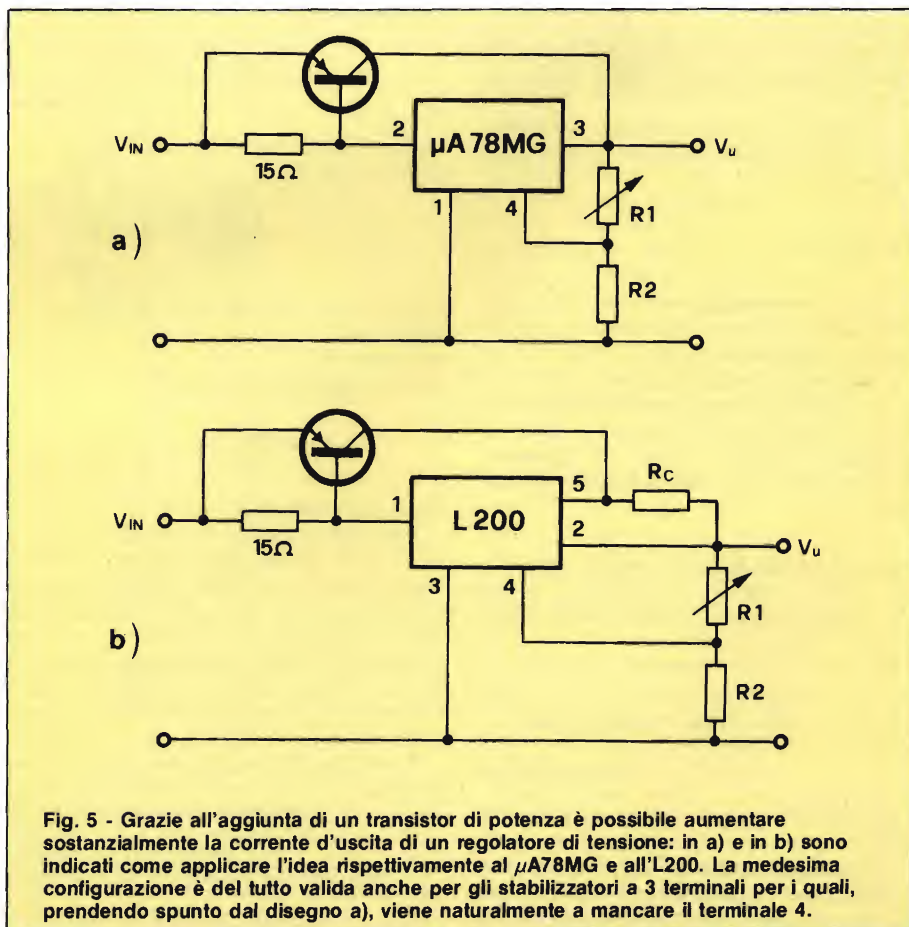 V_IN
15Ω
2
μA78MG
3
V_u
1
4
R1
R2
a)
V_IN
15Ω
1
L 200
5
2
R_C
V_u
3
4
R1
R2
b)
Fig. 5 - Grazie all'aggiunta di un transistor di potenza è possibile aumentare
sostanzialmente la corrente d'uscita di un regolatore di tensione: in a) e in b) sono
indicati come applicare l'idea rispettivamente al μA78MG e all'L200. La medesima
configurazione è del tutto valida anche per gli stabilizzatori a 3 terminali per i quali,
prendendo spunto dal disegno a), viene naturalmente a mancare il terminale 4.